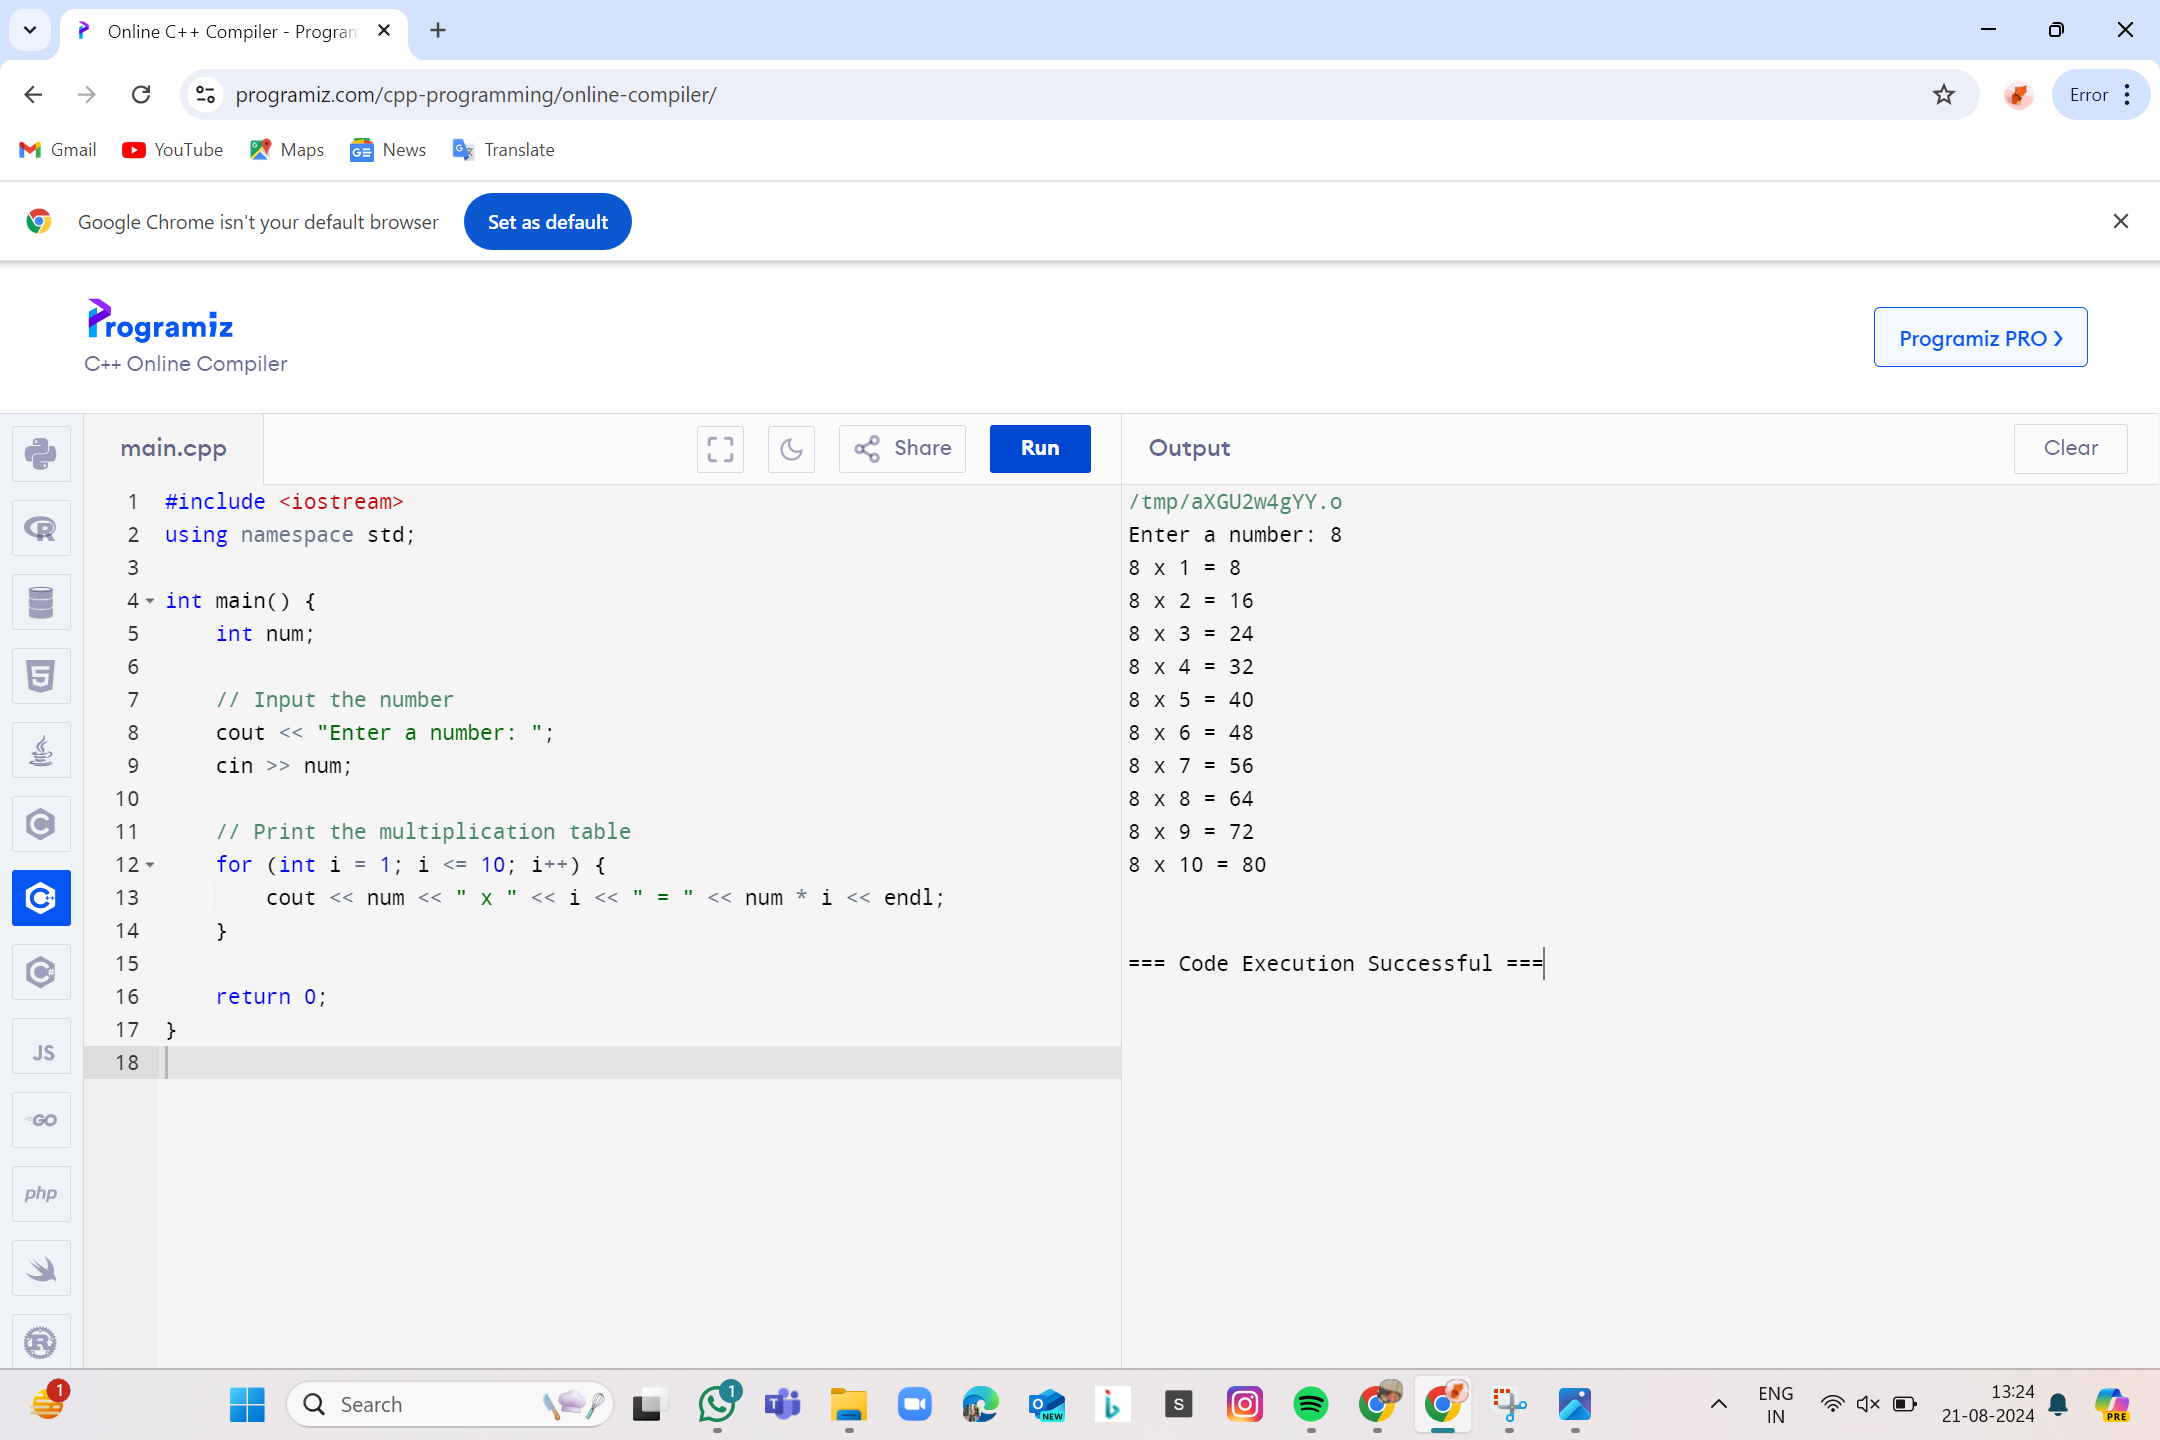 Online C++ Compiler - Program
programiz.com/cpp-programming/online-compiler/
Error
Gmail
YouTube
Maps
News
Translate
Google Chrome isn't your default browser
Set as default
Programiz
C++ Online Compiler
Programiz PRO
main.cpp
Share
Run
Output
Clear
1 #include <iostream>
2 using namespace std;
3
4 int main() {
5     int num;
6
7     // Input the number
8     cout << "Enter a number: ";
9     cin >> num;
10
11     // Print the multiplication table
12     for (int i = 1; i <= 10; i++) {
13         cout << num << " x " << i << " = " << num * i << endl;
14     }
15
16     return 0;
17 }
18
/tmp/aXGU2w4gYY.o
Enter a number: 8
8 x 1 = 8
8 x 2 = 16
8 x 3 = 24
8 x 4 = 32
8 x 5 = 40
8 x 6 = 48
8 x 7 = 56
8 x 8 = 64
8 x 9 = 72
8 x 10 = 80
=== Code Execution Successful ===
JS
GO
php
1
Search
1
NEW
S
ENG
IN
13:24
21-08-2024
PRE